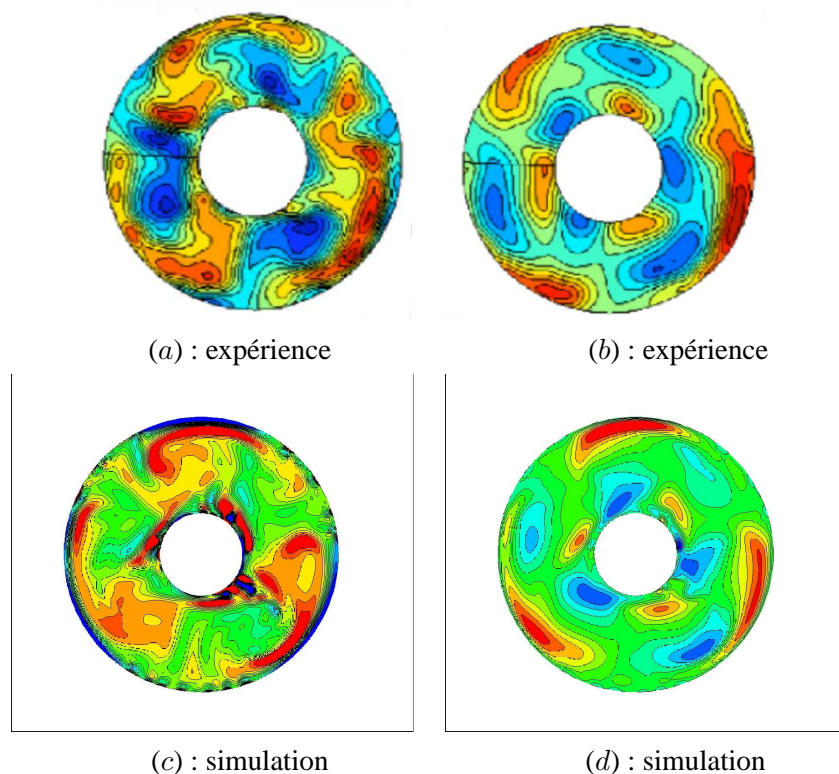 (a) : expérience
(b) : expérience
(c) : simulation
(d) : simulation